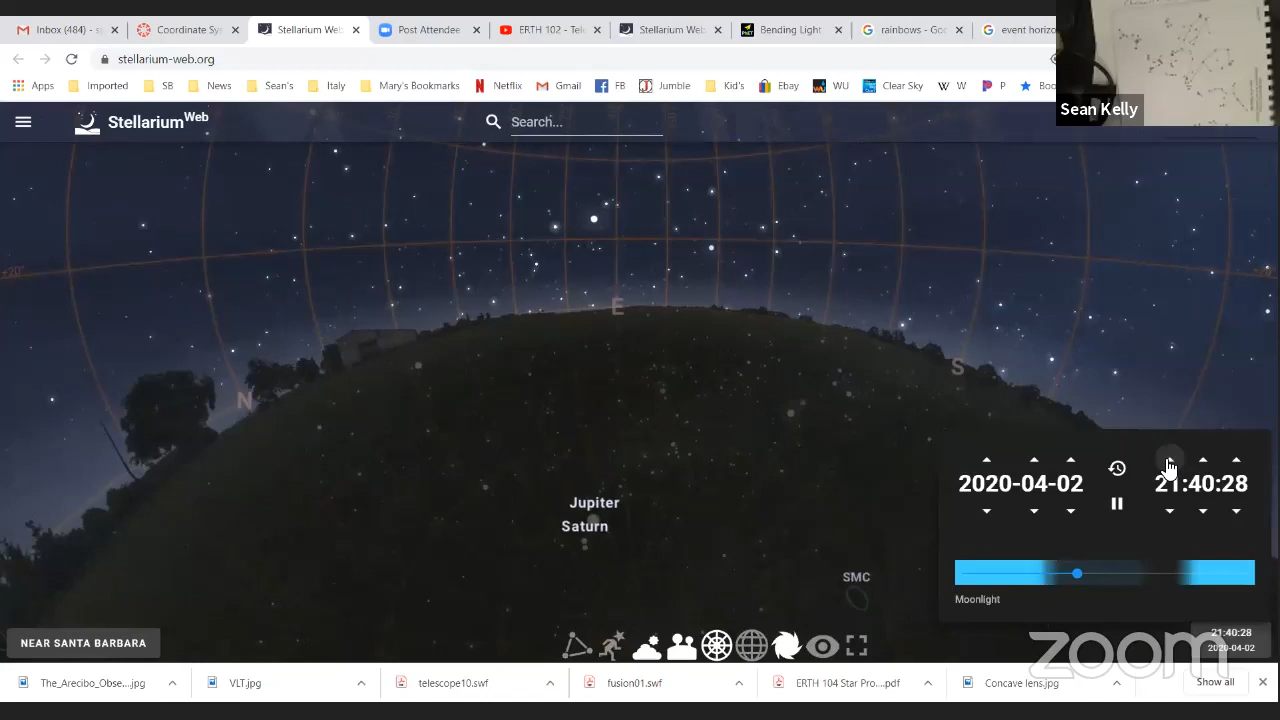 Inbox (484) - s
Coordinate Sy
Stellarium Web
Post Attendee
ERTH 102 - Tel
Stellarium Web
Bending Light
rainbows - Goo
event horizo
stellarium-web.org
Apps
Imported
SB
News
Sean's
Italy
Mary's Bookmarks
Netflix
Gmail
FB
Jumble
Kid's
Ebay
WU
Clear Sky
W
P
Boo
Sean Kelly
StellariumWeb
Search...
+20°
E
N
S
Jupiter
Saturn
SMC
2020-04-02
21:40:28
Moonlight
NEAR SANTA BARBARA
21:40:28
2020-04-02
zoom
The_Arecibo_Obse....jpg
VLT.jpg
telescope10.swf
fusion01.swf
ERTH 104 Star Pro....pdf
Concave lens.jpg
Show all